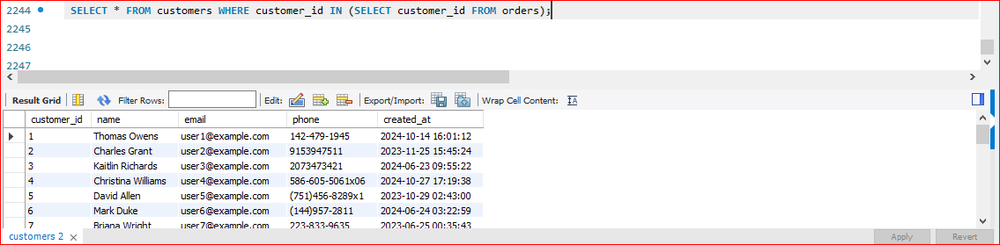 2244 SELECT * FROM customers WHERE customer_id IN (SELECT customer_id FROM orders);
2245
2246
2247
Result Grid Filter Rows: Edit: Export/Import: Wrap Cell Content:
customer_id name email phone created_at
1 Thomas Owens user1@example.com 142-479-1945 2024-10-14 16:01:12
2 Charles Grant user2@example.com 9153947511 2023-11-25 15:45:24
3 Kaitlin Richards user3@example.com 2073473421 2024-06-23 09:55:22
4 Christina Williams user4@example.com 586-605-5061x06 2024-10-27 17:19:38
5 David Allen user5@example.com (751)456-8289x1 2023-10-29 02:43:00
6 Mark Duke user6@example.com (144)957-2811 2024-06-24 03:22:59
7 Briana Wright user7@example.com 223-833-9635 2023-06-25 00:35:43
customers 2 Apply Revert